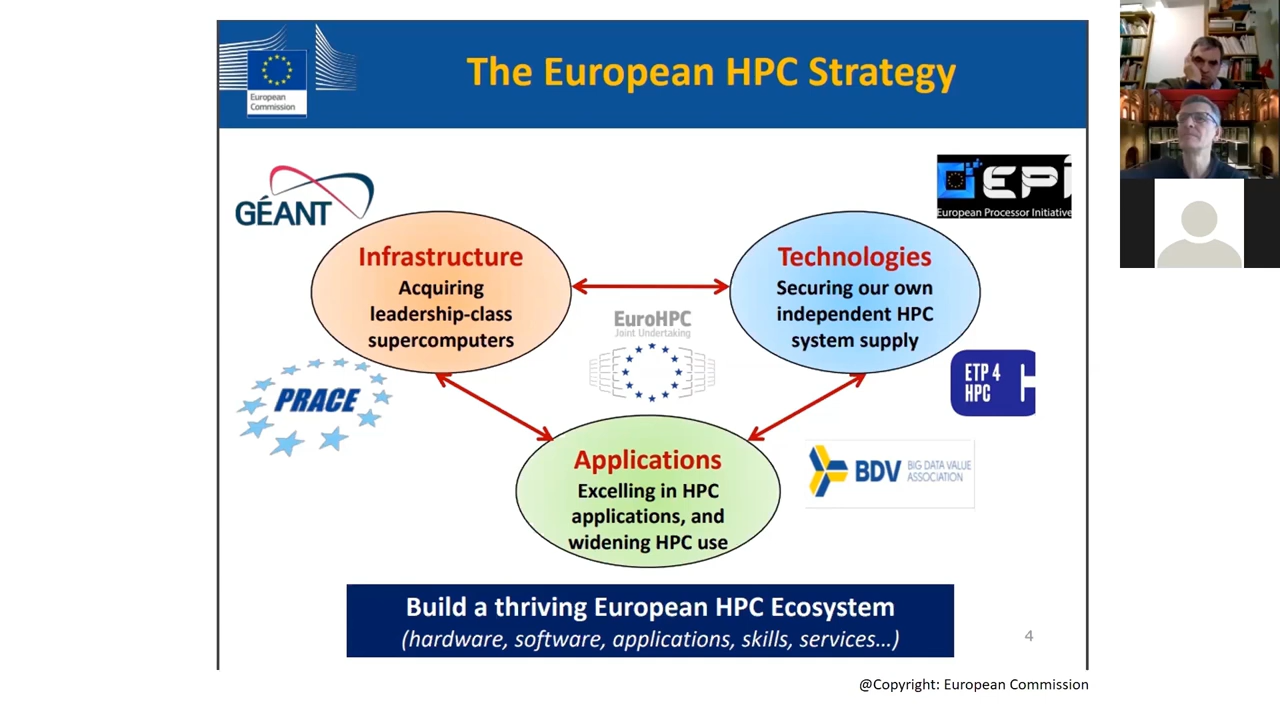 The European HPC Strategy
European
Commission
GÉANT
EPI
European Processor Initiative
Infrastructure
Acquiring
leadership-class
supercomputers
Technologies
Securing our own
independent HPC
system supply
EuroHPC
Joint Undertaking
PRACE
ETP 4
HPC
Applications
Excelling in HPC
applications, and
widening HPC use
BDV
BIG DATA VALUE
ASSOCIATION
Build a thriving European HPC Ecosystem
(hardware, software, applications, skills, services...)
4
@Copyright: European Commission